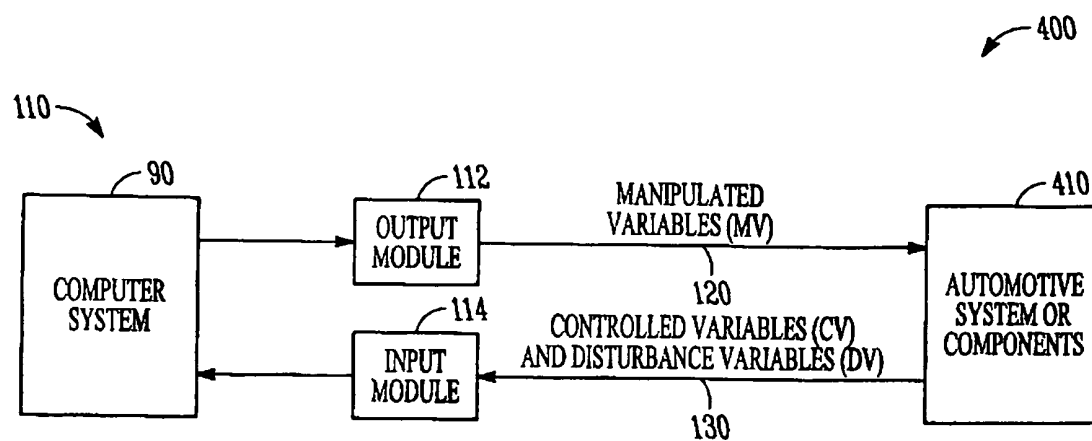 400
110
90
112
410
OUTPUT
MODULE
MANIPULATED
VARIABLES (MV)
120
COMPUTER
SYSTEM
AUTOMOTIVE
SYSTEM OR
COMPONENTS
114
INPUT
MODULE
CONTROLLED VARIABLES (CV)
AND DISTURBANCE VARIABLES (DV)
130